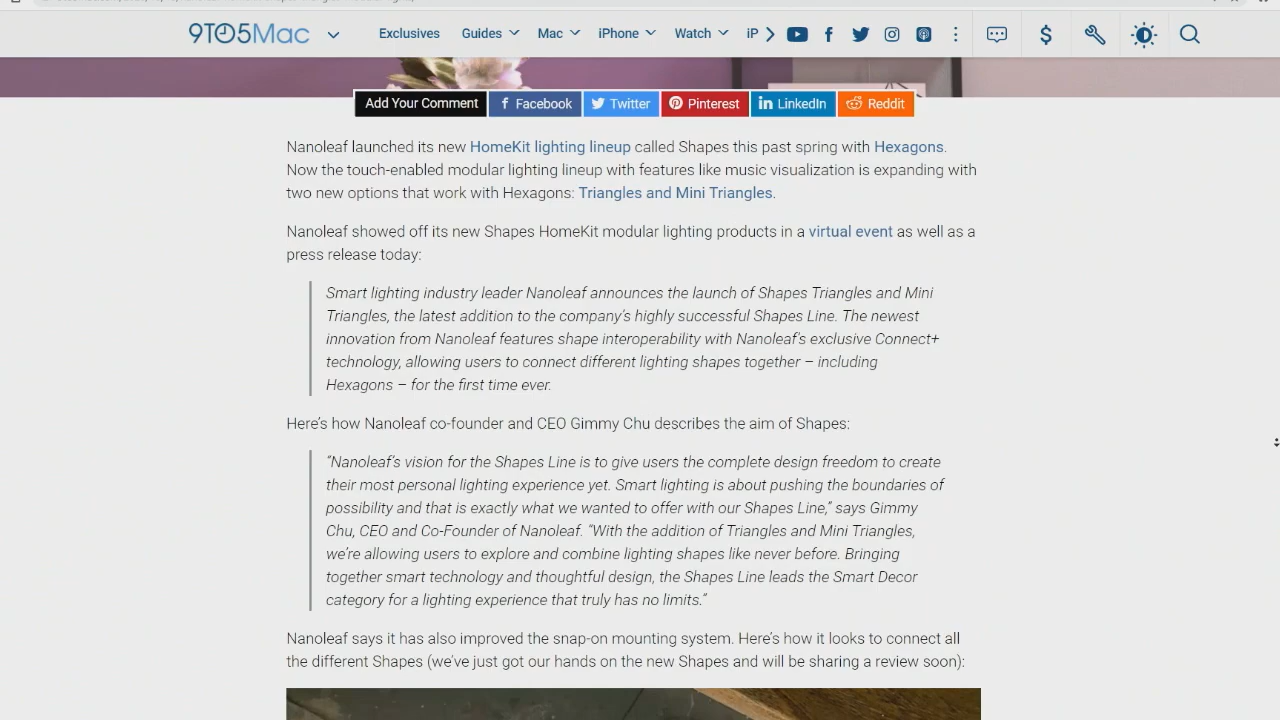 9TO5Mac
Exclusives Guides Mac iPhone Watch iP
Add Your Comment Facebook Twitter Pinterest LinkedIn Reddit
Nanoleaf launched its new HomeKit lighting lineup called Shapes this past spring with Hexagons.
Now the touch-enabled modular lighting lineup with features like music visualization is expanding with
two new options that work with Hexagons: Triangles and Mini Triangles.
Nanoleaf showed off its new Shapes HomeKit modular lighting products in a virtual event as well as a
press release today:
Smart lighting industry leader Nanoleaf announces the launch of Shapes Triangles and Mini
Triangles, the latest addition to the company’s highly successful Shapes Line. The newest
innovation from Nanoleaf features shape interoperability with Nanoleaf’s exclusive Connect+
technology, allowing users to connect different lighting shapes together – including
Hexagons – for the first time ever.
Here’s how Nanoleaf co-founder and CEO Gimmy Chu describes the aim of Shapes:
“Nanoleaf’s vision for the Shapes Line is to give users the complete design freedom to create
their most personal lighting experience yet. Smart lighting is about pushing the boundaries of
possibility and that is exactly what we wanted to offer with our Shapes Line,” says Gimmy
Chu, CEO and Co-Founder of Nanoleaf. “With the addition of Triangles and Mini Triangles,
we’re allowing users to explore and combine lighting shapes like never before. Bringing
together smart technology and thoughtful design, the Shapes Line leads the Smart Decor
category for a lighting experience that truly has no limits.”
Nanoleaf says it has also improved the snap-on mounting system. Here’s how it looks to connect all
the different Shapes (we’ve just got our hands on the new Shapes and will be sharing a review soon):